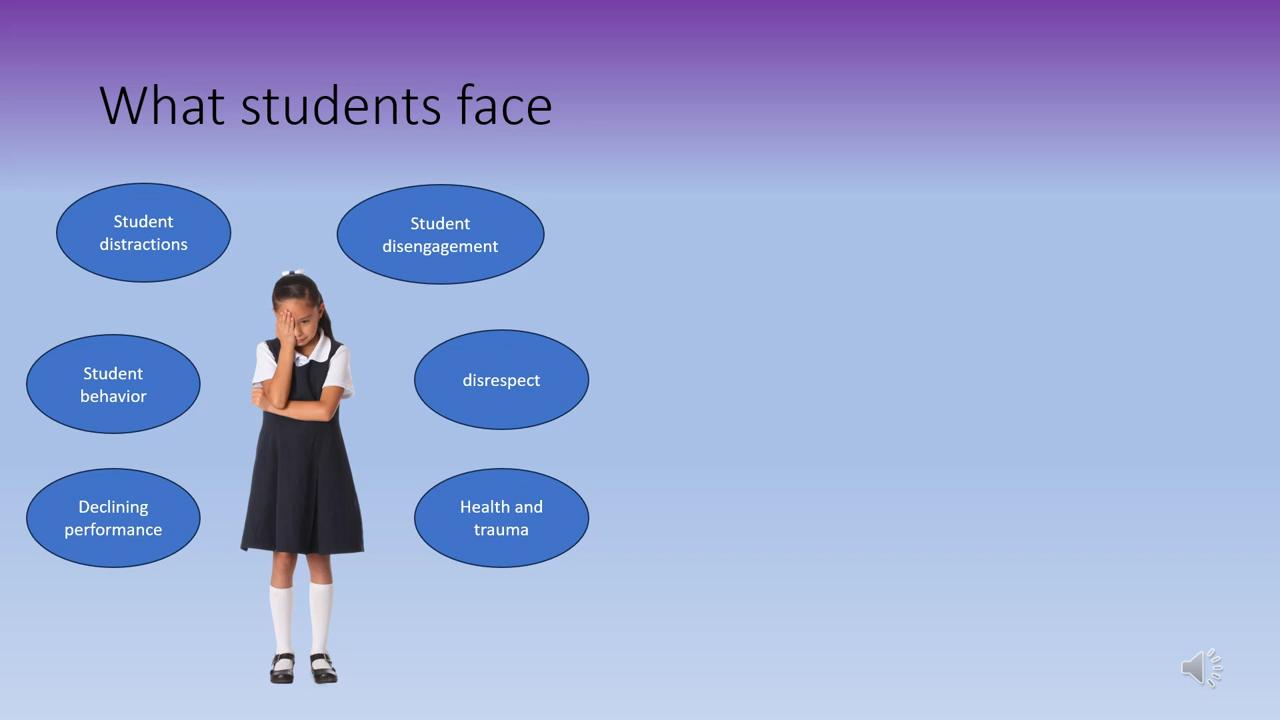 What students face
Student
distractions
Student
disengagement
Student
behavior
disrespect
Declining
performance
Health and
trauma